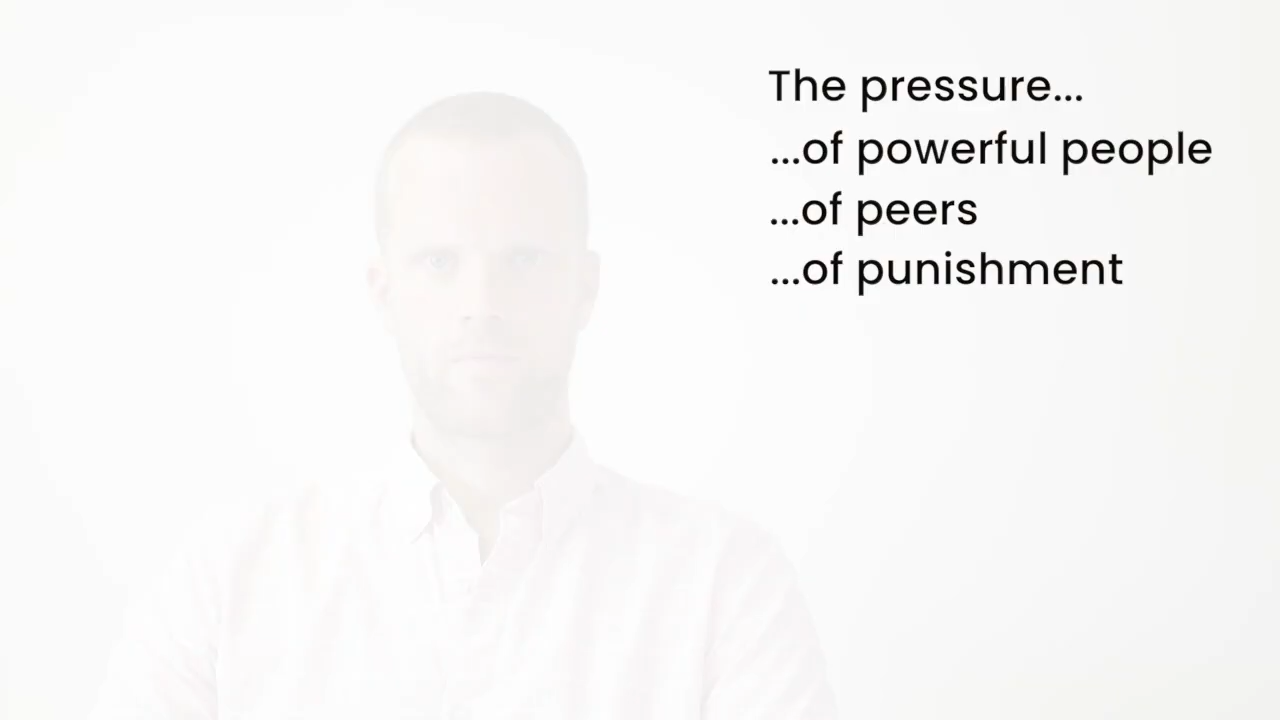 The pressure...
...of powerful people
...of peers
...of punishment